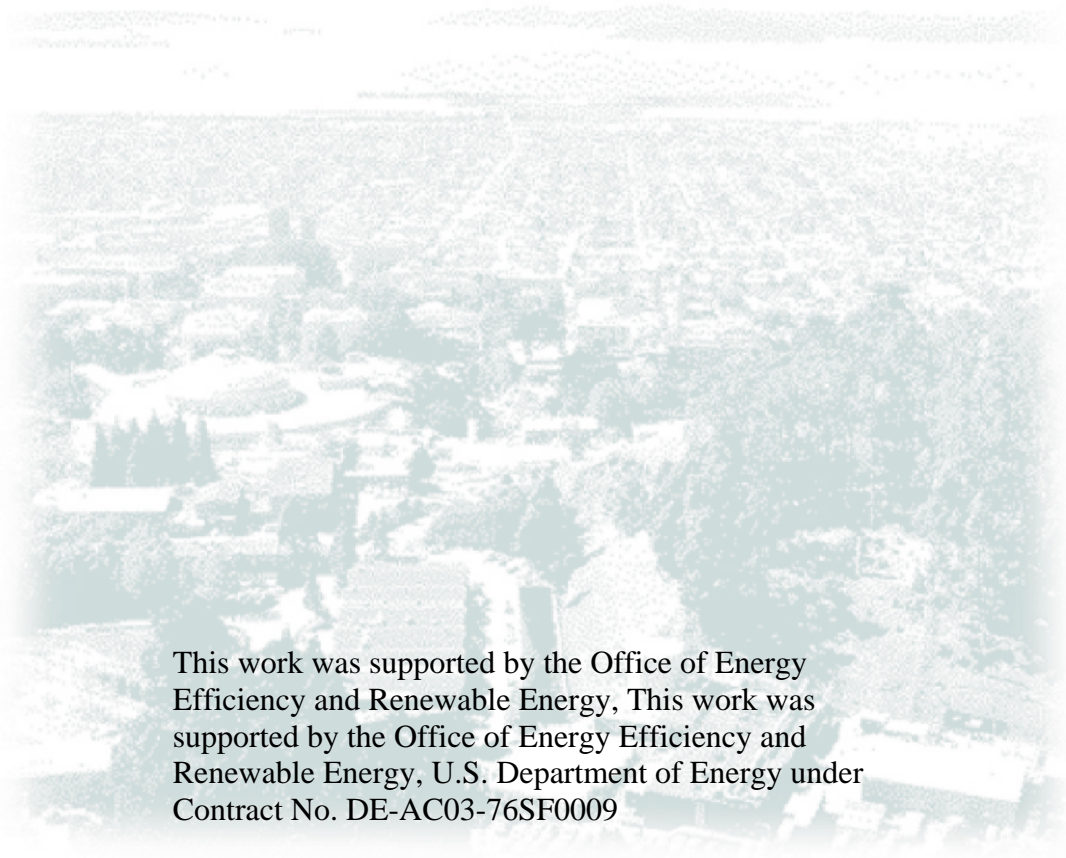 This work was supported by the Office of Energy
Efficiency and Renewable Energy, This work was
supported by the Office of Energy Efficiency and
Renewable Energy, U.S. Department of Energy under
Contract No. DE-AC03-76SF0009